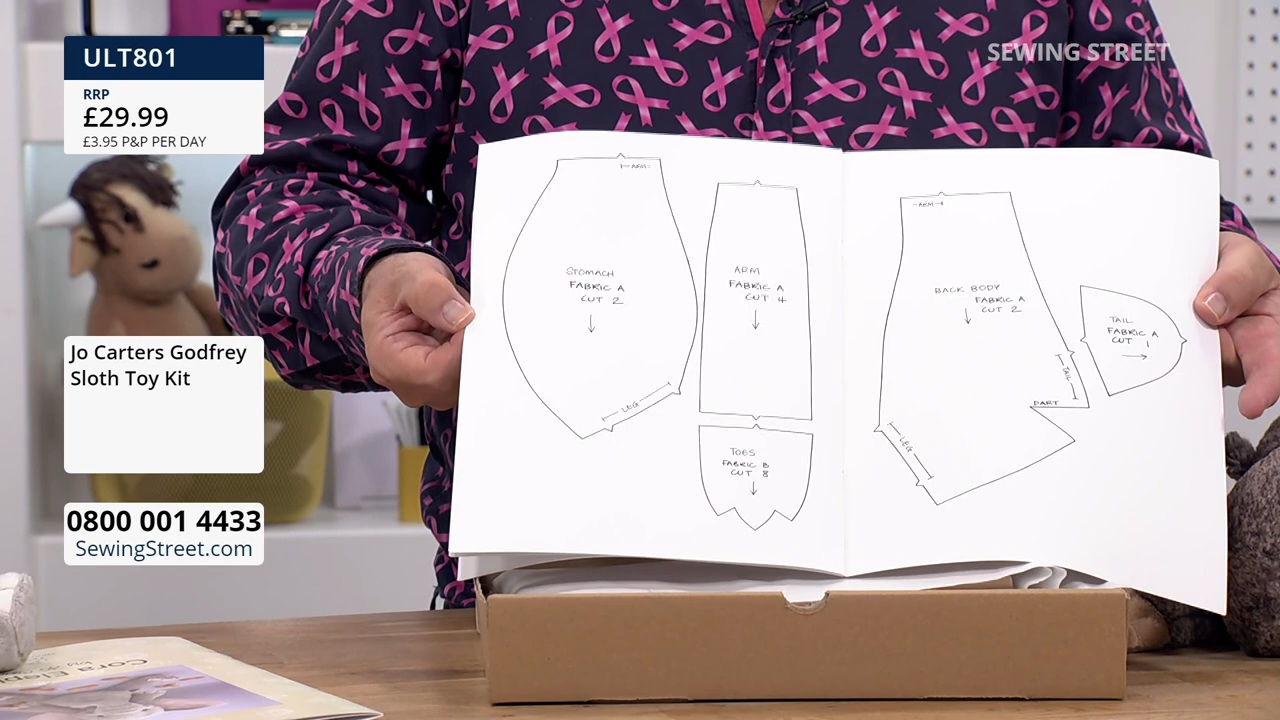 ULT801
RRP
£29.99
£3.95 P&P PER DAY
Jo Carters Godfrey
Sloth Toy Kit
0800 001 4433
SewingStreet.com
SEWING STREET
ARM
STOMACH
FABRIC A
CUT 2
LEG
ARM
FABRIC A
CUT 4
TOES
FABRIC B
CUT 8
ARM
BACK BODY
FABRIC A
CUT 2
TAIL
DART
LEG
TAIL
FABRIC A
CUT 1
Cora